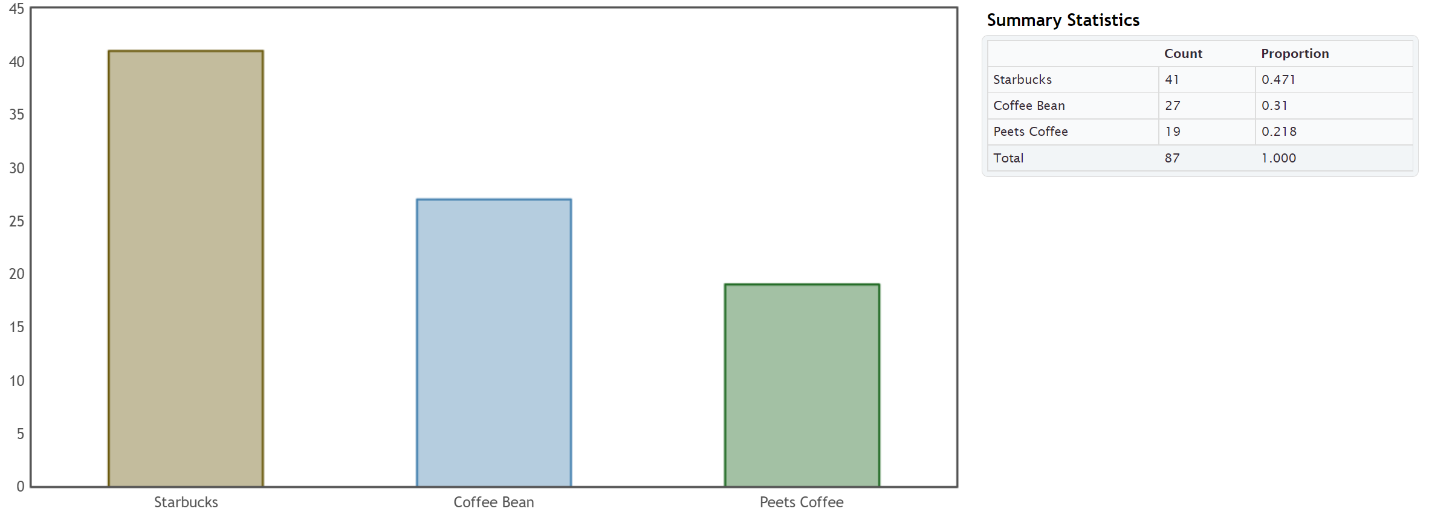 45
40
35
30
25
20
15
10
5
0
Starbucks Coffee Bean Peets Coffee
Summary Statistics
Count Proportion
Starbucks 41 0.471
Coffee Bean 27 0.31
Peets Coffee 19 0.218
Total 87 1.000